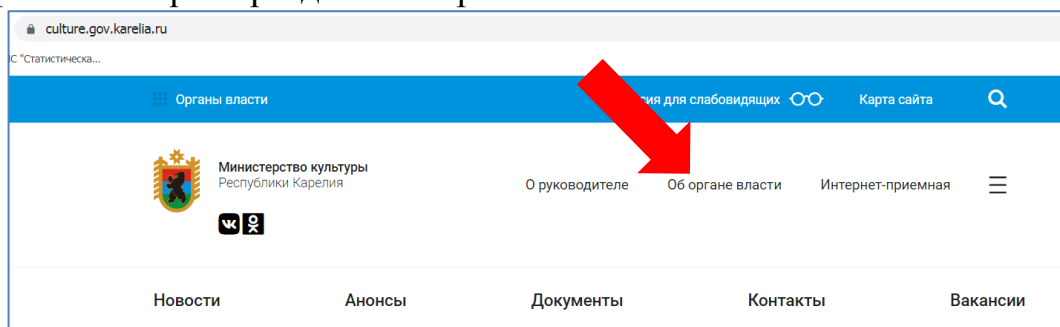 culture.gov.karelia.ru
"Статистическа...
Органы власти
для слабовидящих
Карта сайта
Министерство культуры
Республики Карелия
О руководителе
Об органе власти
Интернет-приемная
Новости
Анонсы
Документы
Контакты
Вакансии